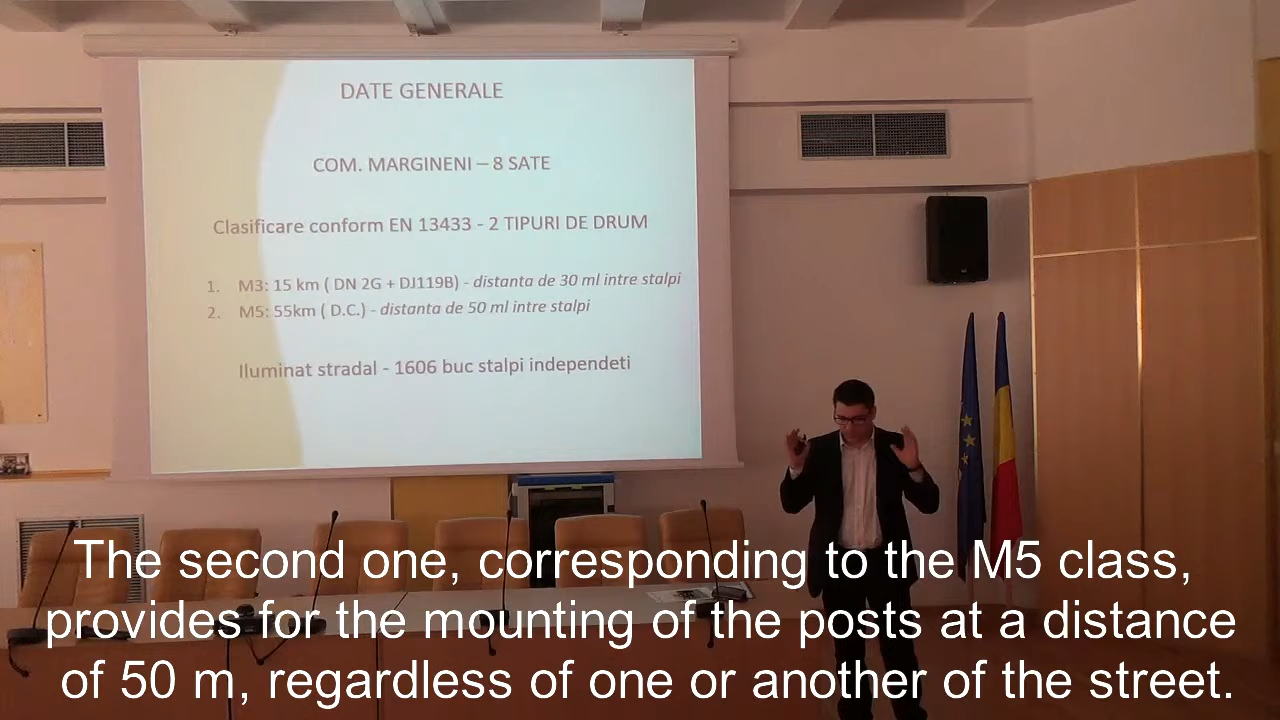 DATE GENERALE
COM. MARGINENI – 8 SATE
Clasificare conform EN 13433 - 2 TIPURI DE DRUM
1. M3: 15 km ( DN 2G + DJ119B) - distanta de 30 ml intre stalpi
2. M5: 55km ( D.C.) - distanta de 50 ml intre stalpi
Iluminat stradal - 1606 buc stalpi independeti
The second one, corresponding to the M5 class,
provides for the mounting of the posts at a distance
of 50 m, regardless of one or another of the street.